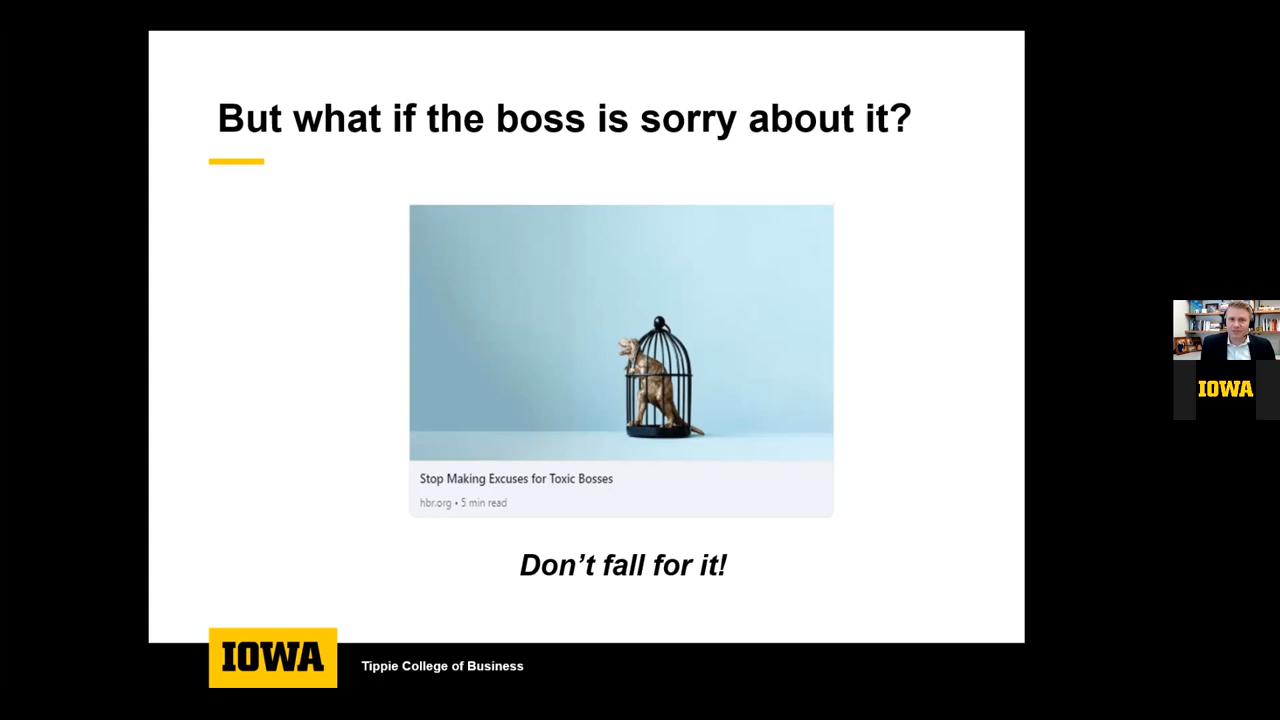 But what if the boss is sorry about it?
Stop Making Excuses for Toxic Bosses
hbr.org • 5 min read
Don’t fall for it!
IOWA
Tippie College of Business
IOWA